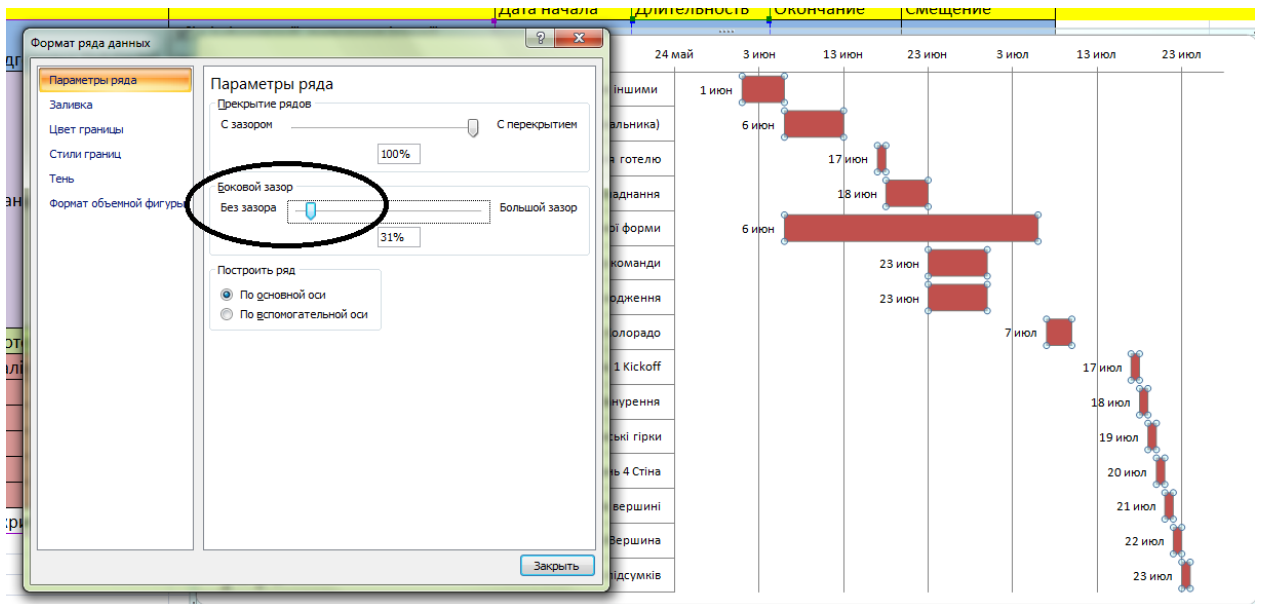 Дата начала Длительность Окончание Смещение
Формат ряда данных
Параметры ряда
Заливка
Цвет границы
Стили границ
Тень
Формат объемной фигуры
Параметры ряда
Прекрытие рядов
С зазором С перекрытием
100%
Боковой зазор
Без зазора Большой зазор
31%
Построить ряд
По основной оси
По вспомогательной оси
Закрыть
24 май 3 июн 13 июн 23 июн 3 июл 13 июл 23 июл
іншими 1 июн
альника) 6 июн
готелю 17 июн
аднання 18 июн
ої форми 6 июн
команди 23 июн
одження 23 июн
олорадо 7 июл
1 Kickoff 17 июл
нурення 18 июл
ські гірки 19 июл
нь 4 Стіна 20 июл
вершині 21 июл
Вершина 22 июл
підсумків 23 июл